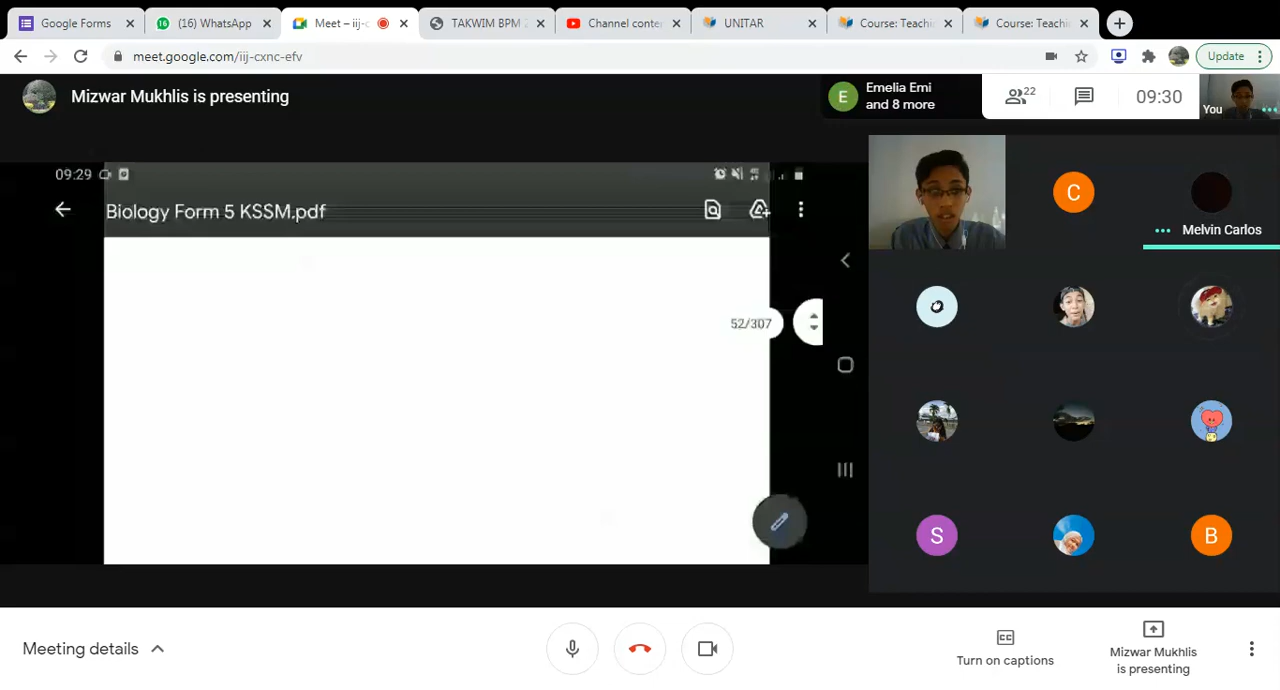 Google Forms
(16) WhatsApp
Meet – iij-
TAKWIM BPM
Channel conte
UNITAR
Course: Teachi
Course: Teachi
meet.google.com/iij-cxnc-efv
Update
Mizwar Mukhlis is presenting
E
Emelia Emi
and 8 more
22
09:30
You
09:29
Biology Form 5 KSSM.pdf
52/307
C
Melvin Carlos
S
B
Meeting details
Turn on captions
Mizwar Mukhlis
is presenting